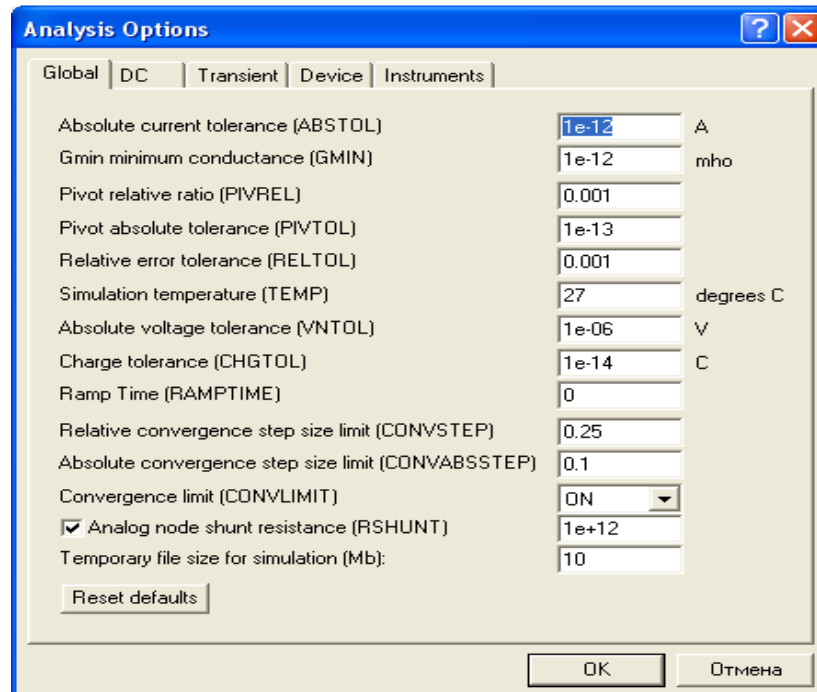 Analysis Options
Global DC Transient Device Instruments
Absolute current tolerance (ABSTOL) 1e-12 A
Gmin minimum conductance (GMIN) 1e-12 mho
Pivot relative ratio (PIVREL) 0.001
Pivot absolute tolerance (PIVTOL) 1e-13
Relative error tolerance (RELTOL) 0.001
Simulation temperature (TEMP) 27 degrees C
Absolute voltage tolerance (VNTOL) 1e-06 V
Charge tolerance (CHGTOL) 1e-14 C
Ramp Time (RAMPTIME) 0
Relative convergence step size limit (CONVSTEP) 0.25
Absolute convergence step size limit (CONVABSSTEP) 0.1
Convergence limit (CONVLIMIT) ON
Analog node shunt resistance (RSHUNT) 1e+12
Temporary file size for simulation (Mb): 10
Reset defaults
OK Отмена